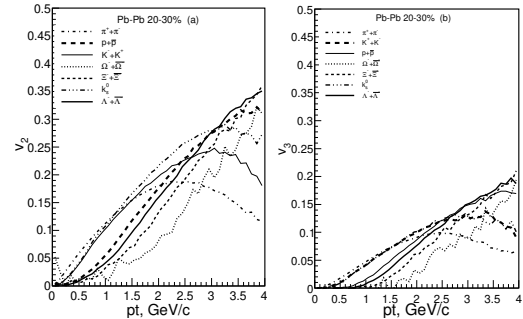 Pb-Pb 20-30% (a)
π⁺+π⁻
p+p̅
K⁻+K⁺
Ω⁻+Ω̅
Ξ⁻+Ξ̅
k⁰ₛ
Λ⁻+Λ̅
v₂
0.5
0.45
0.4
0.35
0.3
0.25
0.2
0.15
0.1
0.05
0
0 0.5 1 1.5 2 2.5 3 3.5 4
pt, GeV/c
Pb-Pb 20-30% (b)
π⁺+π⁻
K⁺+K⁻
p+p̅
Ω⁻+Ω̅
Ξ⁻+Ξ̅
k⁰ₛ
Λ⁻+Λ̅
v₃
0.5
0.45
0.4
0.35
0.3
0.25
0.2
0.15
0.1
0.05
0
0 0.5 1 1.5 2 2.5 3 3.5 4
pt, GeV/c